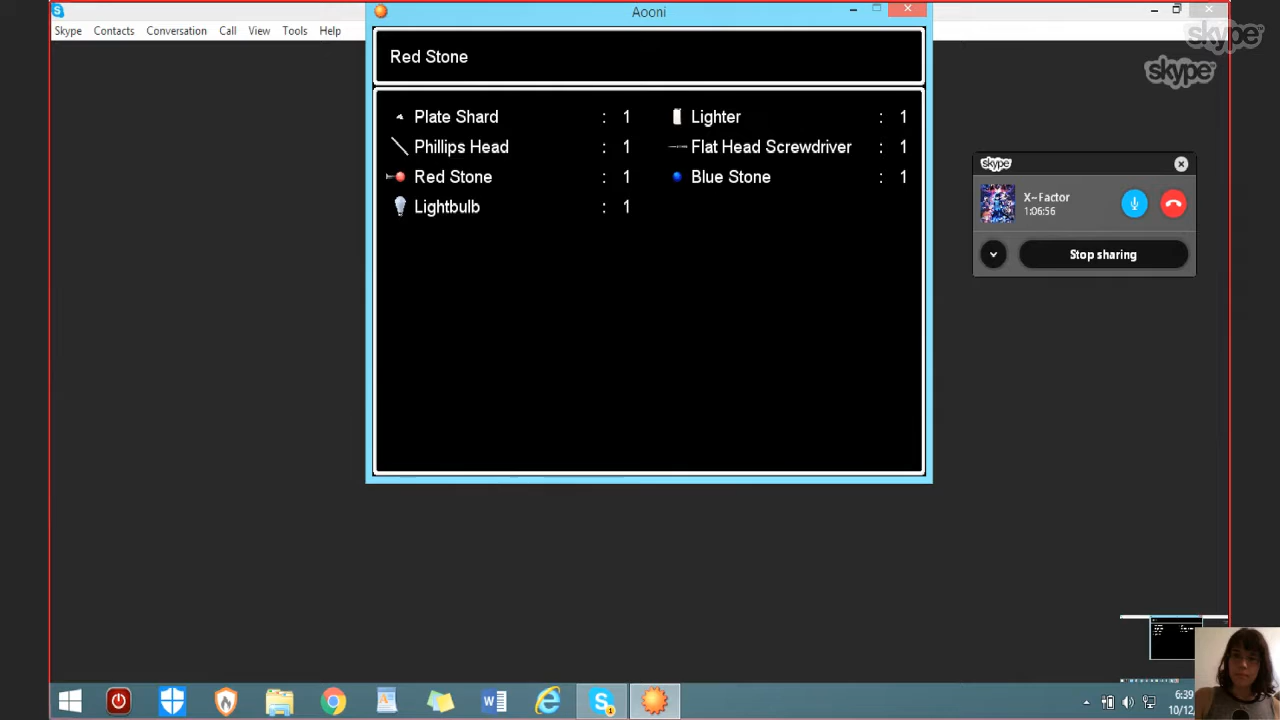 Aooni
skype
skype
Skype Contacts Conversation Call View Tools Help
Red Stone
Plate Shard : 1 Lighter : 1
Phillips Head : 1 Flat Head Screwdriver : 1
Red Stone : 1 Blue Stone : 1
Lightbulb : 1
skype
X~Factor
1:06:56
Stop sharing
6:39
10/12/